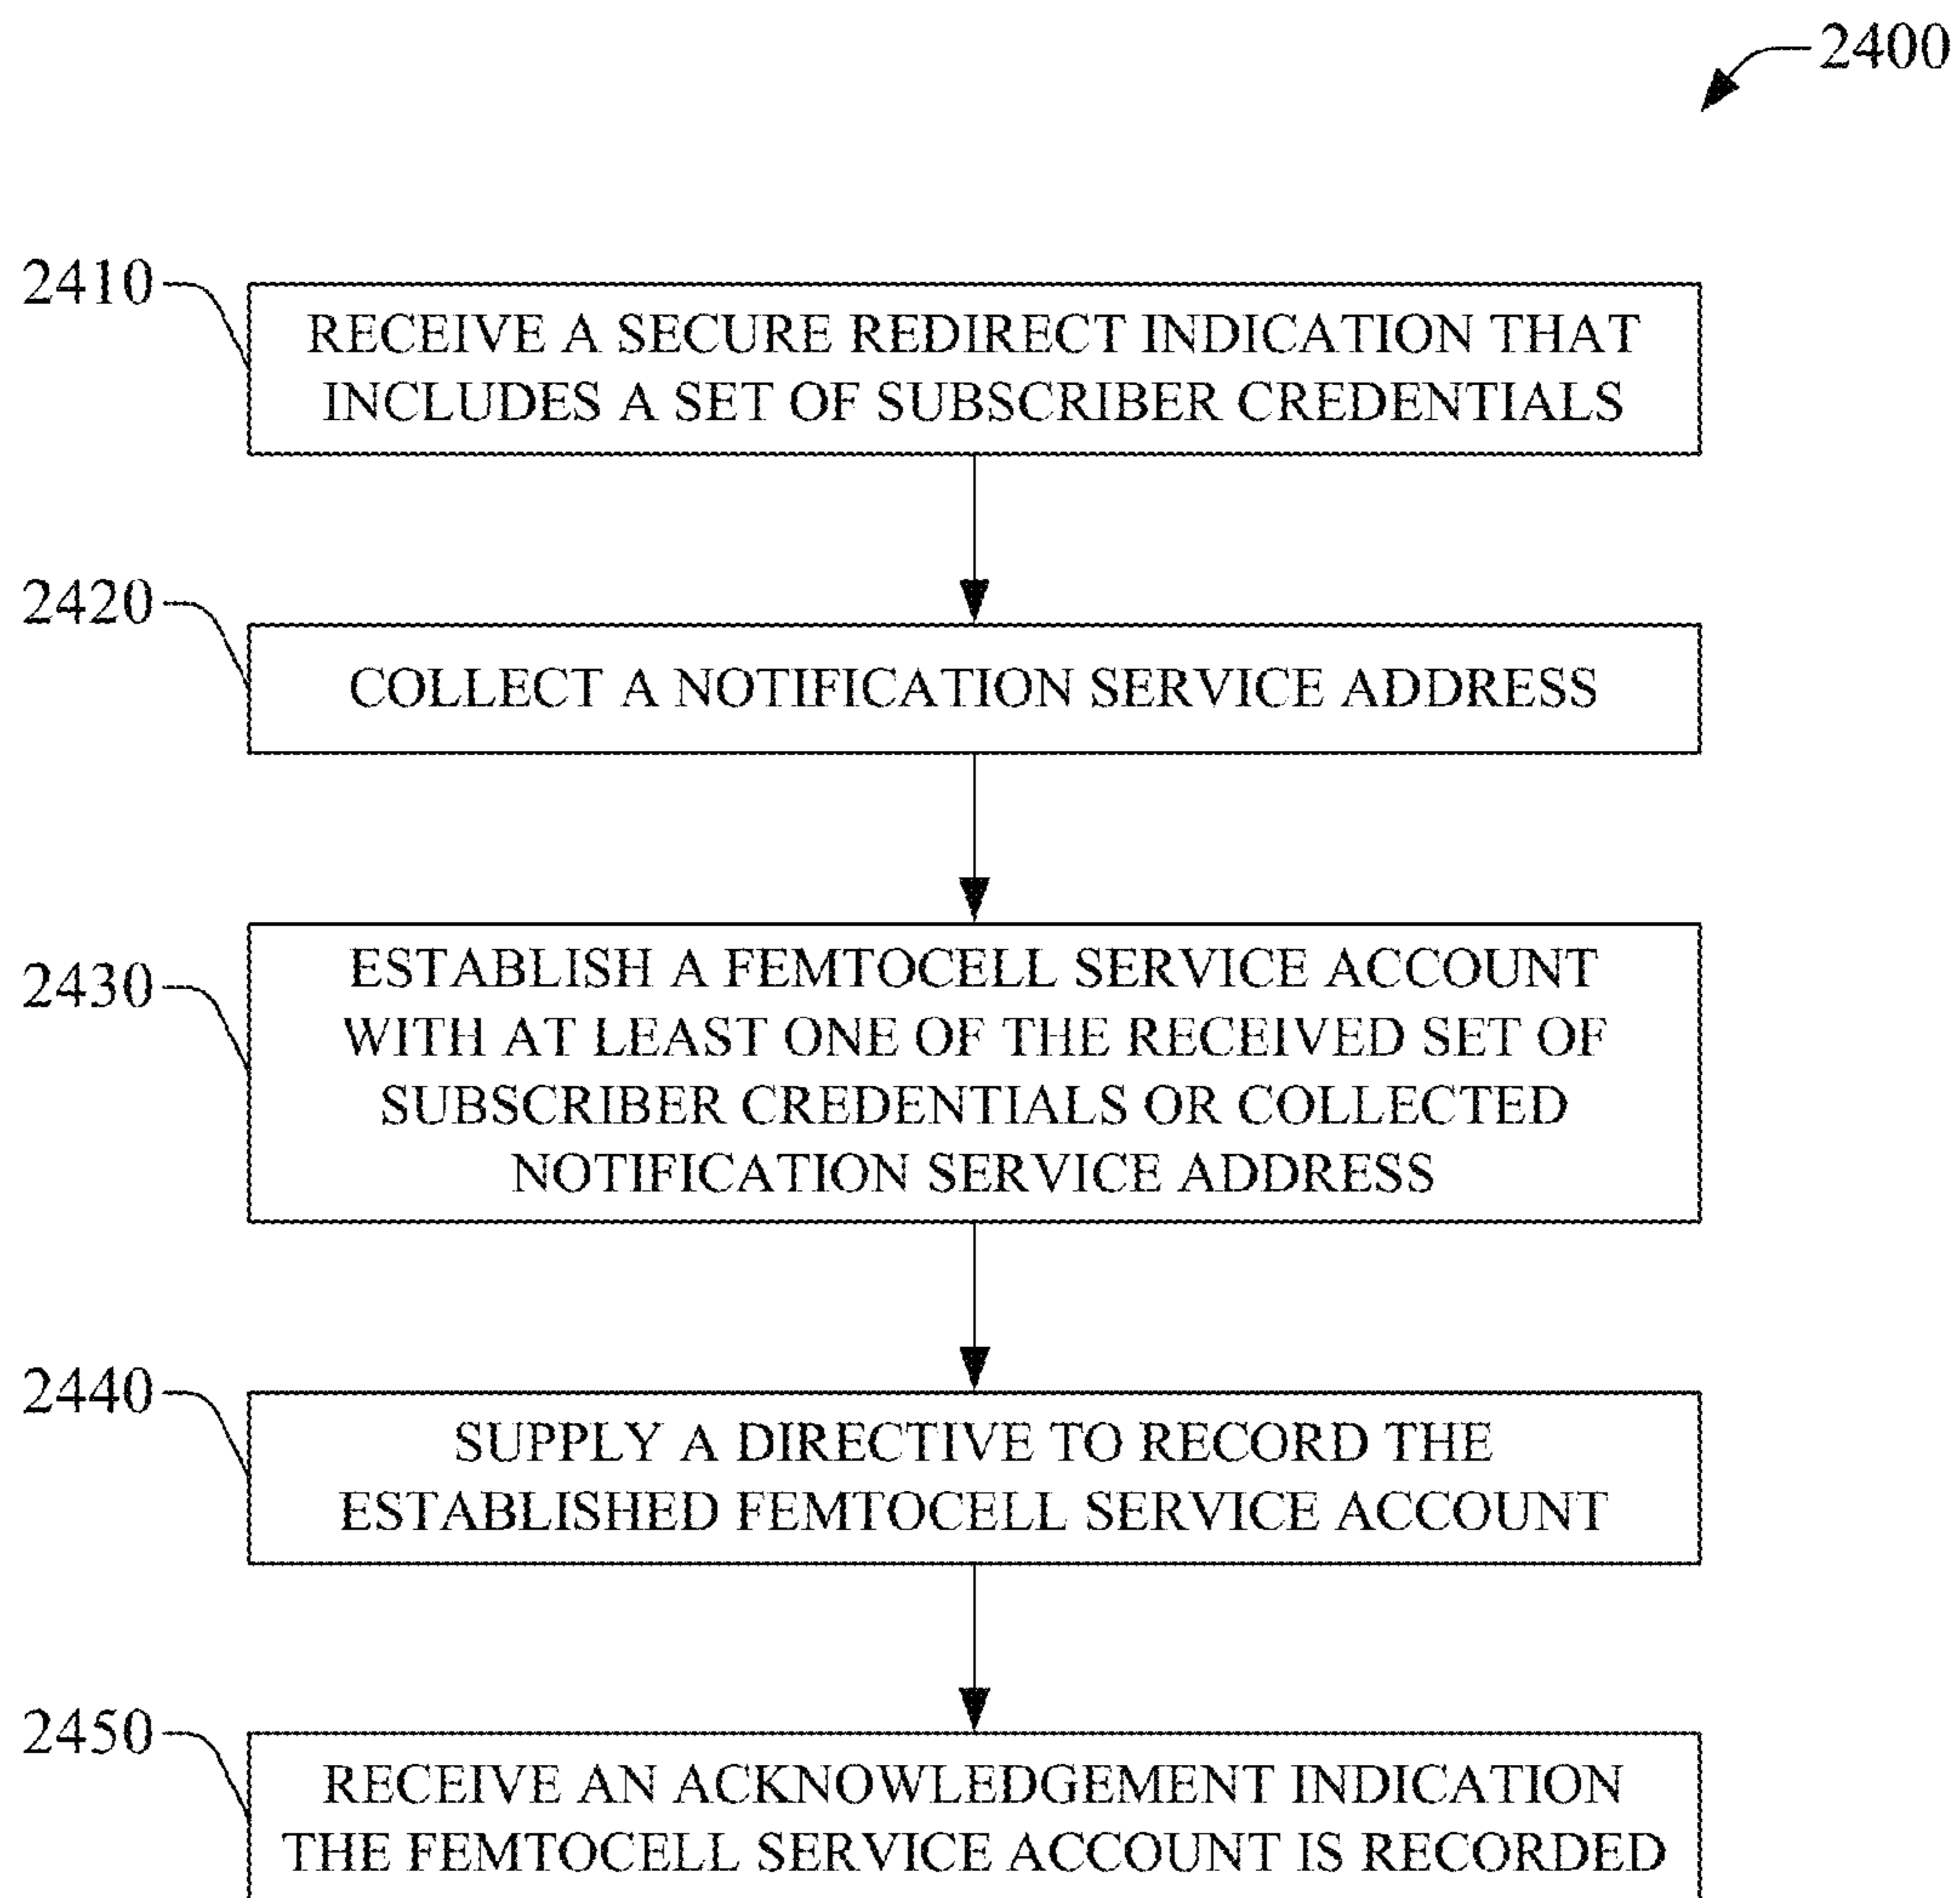 2400
2410
RECEIVE A SECURE REDIRECT INDICATION THAT
INCLUDES A SET OF SUBSCRIBER CREDENTIALS
2420
COLLECT A NOTIFICATION SERVICE ADDRESS
2430
ESTABLISH A FEMTOCELL SERVICE ACCOUNT
WITH AT LEAST ONE OF THE RECEIVED SET OF
SUBSCRIBER CREDENTIALS OR COLLECTED
NOTIFICATION SERVICE ADDRESS
2440
SUPPLY A DIRECTIVE TO RECORD THE
ESTABLISHED FEMTOCELL SERVICE ACCOUNT
2450
RECEIVE AN ACKNOWLEDGEMENT INDICATION
THE FEMTOCELL SERVICE ACCOUNT IS RECORDED